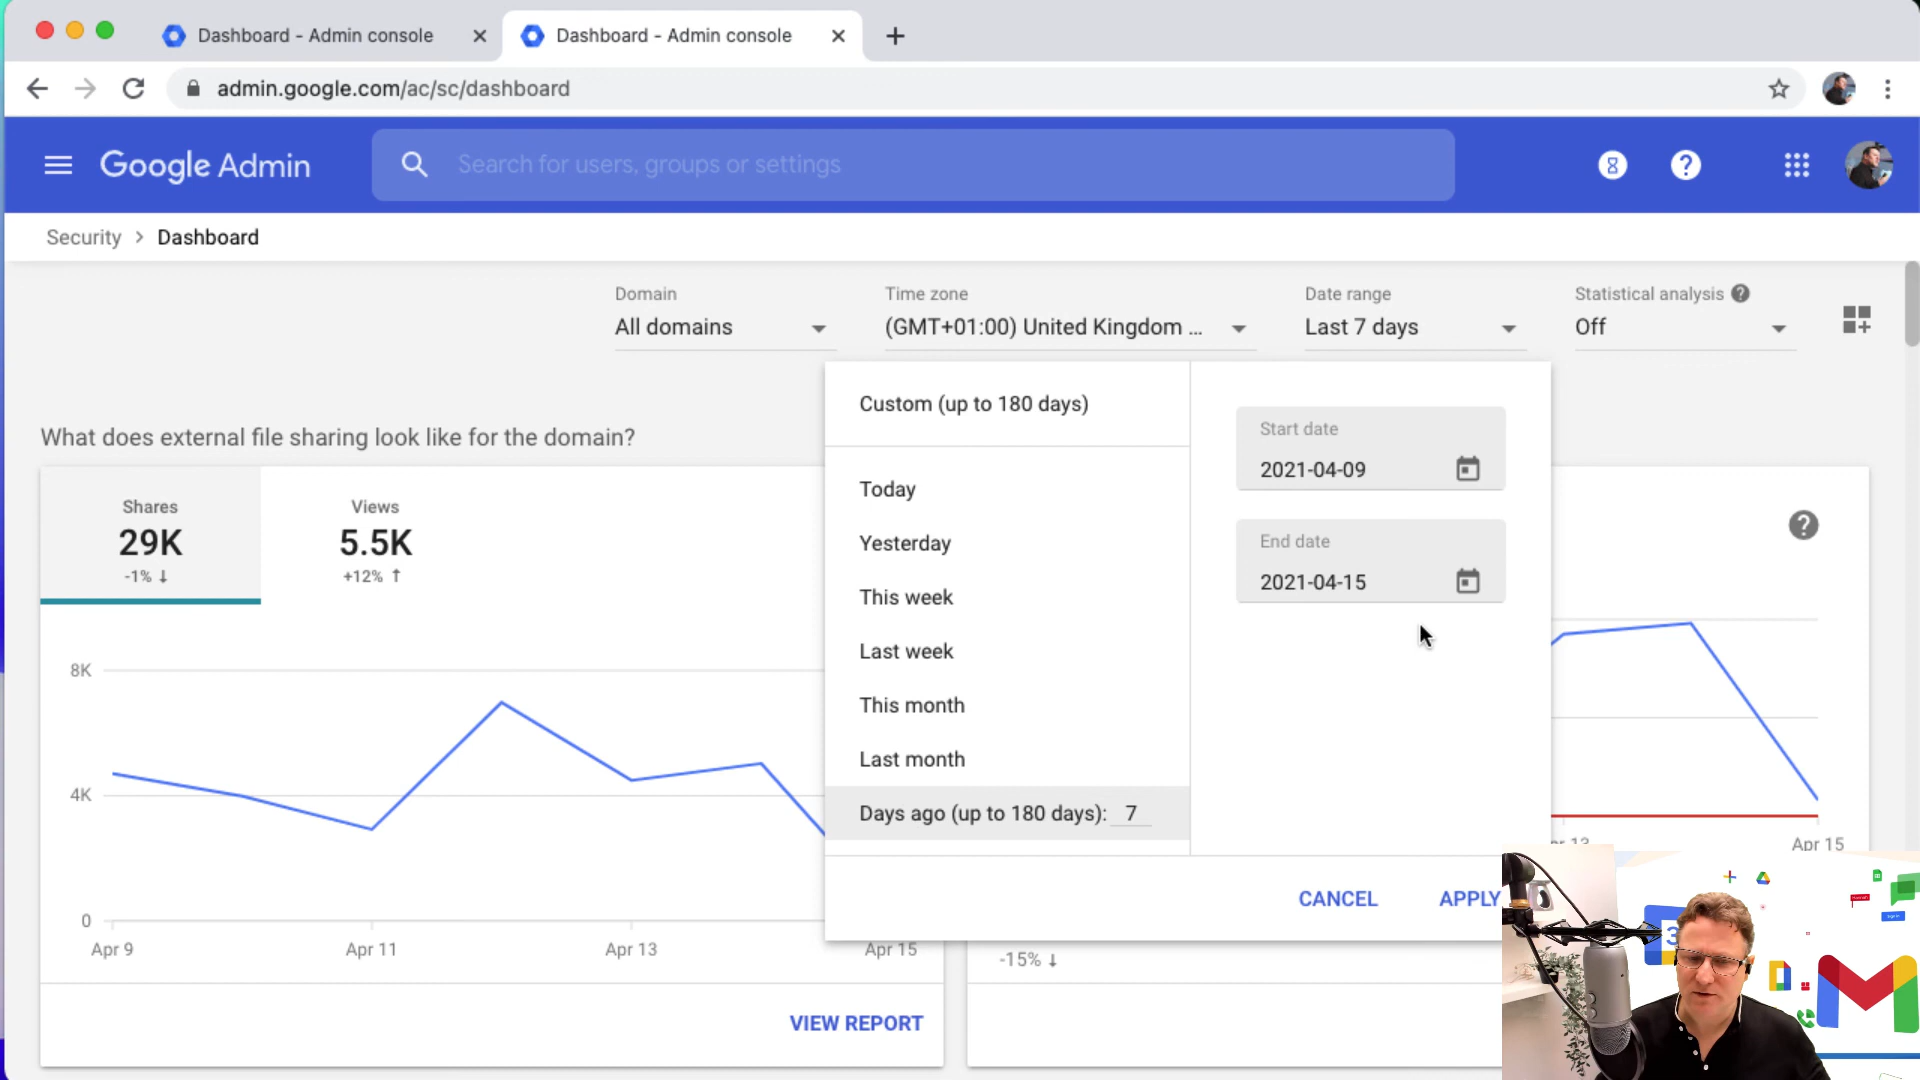 Dashboard - Admin console
Dashboard - Admin console
admin.google.com/ac/sc/dashboard
Google Admin
Search for users, groups or settings
Security > Dashboard
Domain
All domains
Time zone
(GMT+01:00) United Kingdom ...
Date range
Last 7 days
Statistical analysis
Off
What does external file sharing look like for the domain?
Shares
29K
-1% ↓
Views
5.5K
+12% ↑
8K
4K
0
Apr 9
Apr 11
Apr 13
Apr 15
VIEW REPORT
Custom (up to 180 days)
Today
Yesterday
This week
Last week
This month
Last month
Days ago (up to 180 days): 7
Start date
2021-04-09
End date
2021-04-15
CANCEL
APPLY
Apr 15
-15% ↓